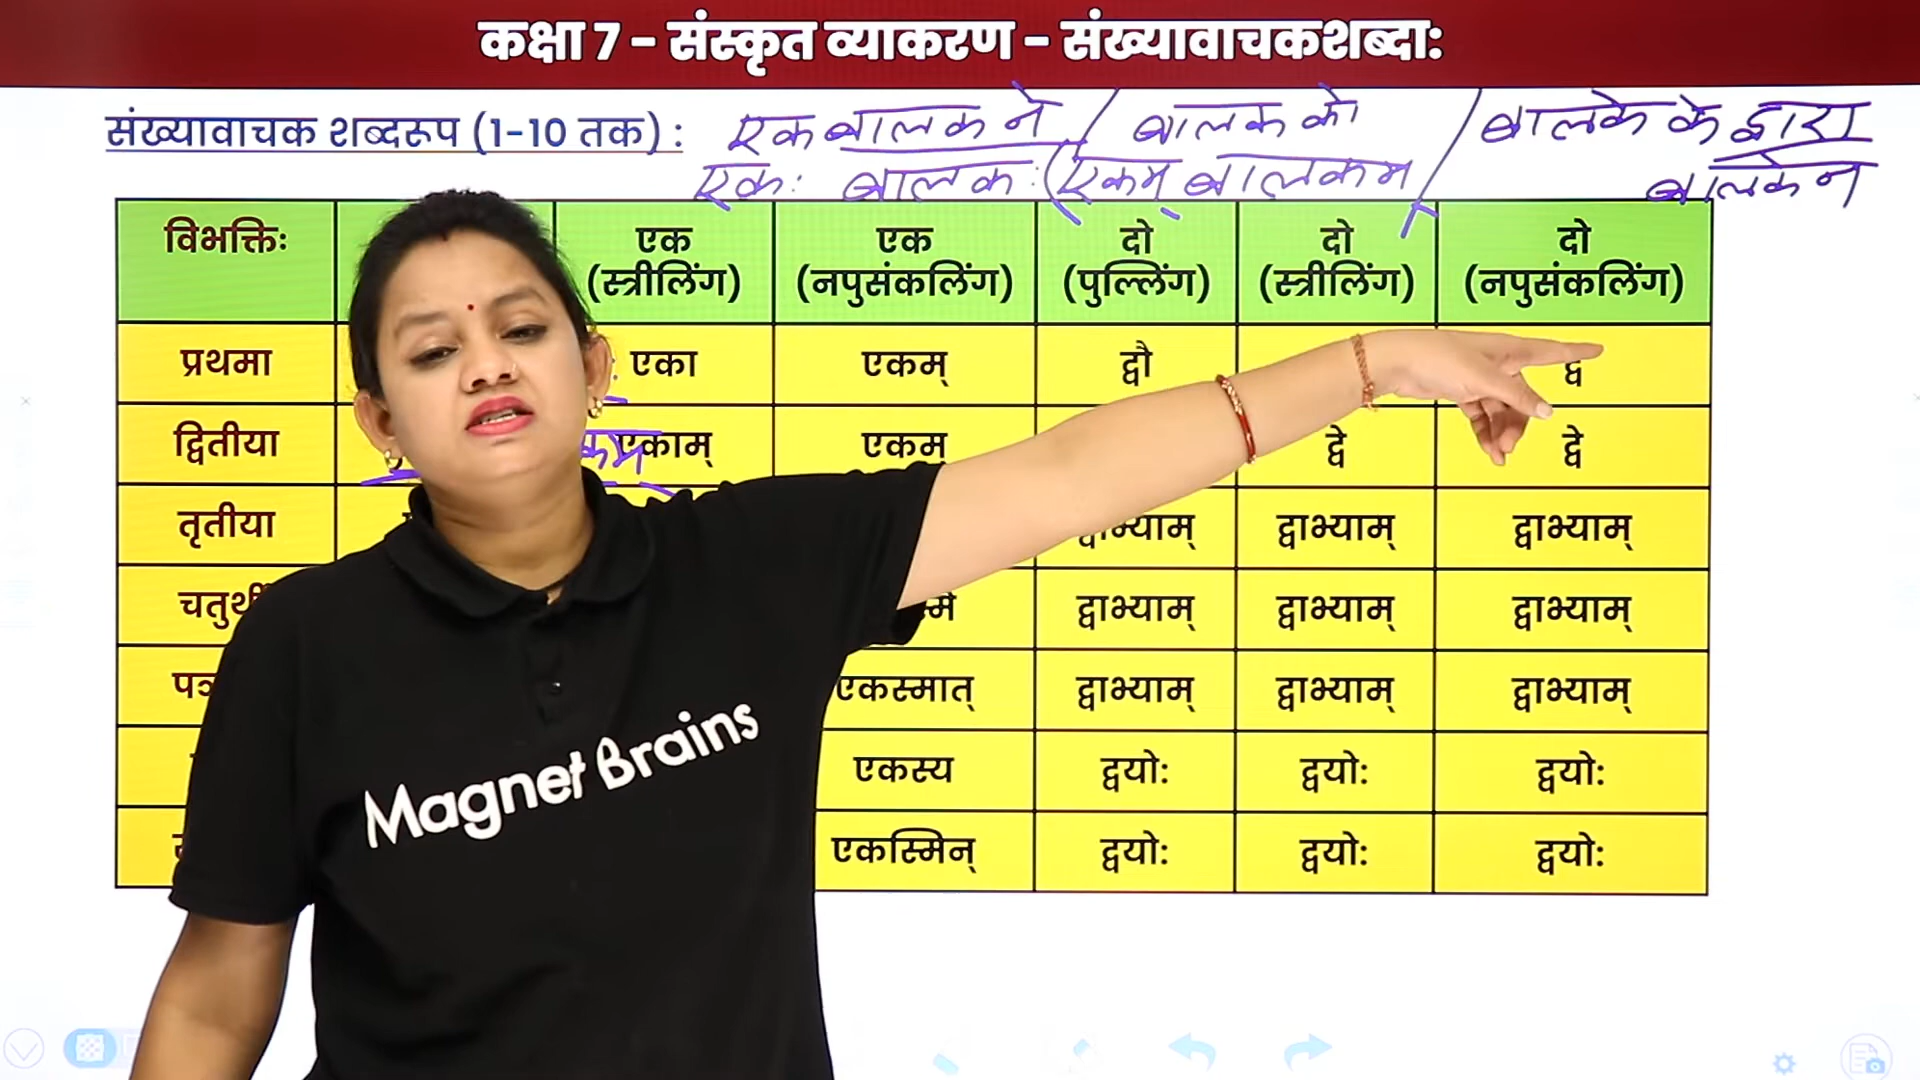 कक्षा 7 - संस्कृत व्याकरण - संख्यावाचकशब्दाः
संख्यावाचक शब्दरूप (1-10 तक) : एक बालक ने / बालक को / बालक के द्वारा
एकः बालकः (एकम् बालकम् / बालकेन
विभक्तिः एक (स्त्रीलिंग) एक (नपुसंकलिंग) दो (पुल्लिंग) दो (स्त्रीलिंग) दो (नपुसंकलिंग)
प्रथमा एका एकम् द्वौ
द्वितीया एकाम् एकम् द्वे द्वे
तृतीया द्वाभ्याम् द्वाभ्याम्
द्वाभ्याम् द्वाभ्याम् द्वाभ्याम्
एकस्मात् द्वाभ्याम् द्वाभ्याम् द्वाभ्याम्
एकस्य द्वयोः द्वयोः द्वयोः
एकस्मिन् द्वयोः द्वयोः द्वयोः
Magnet Brains